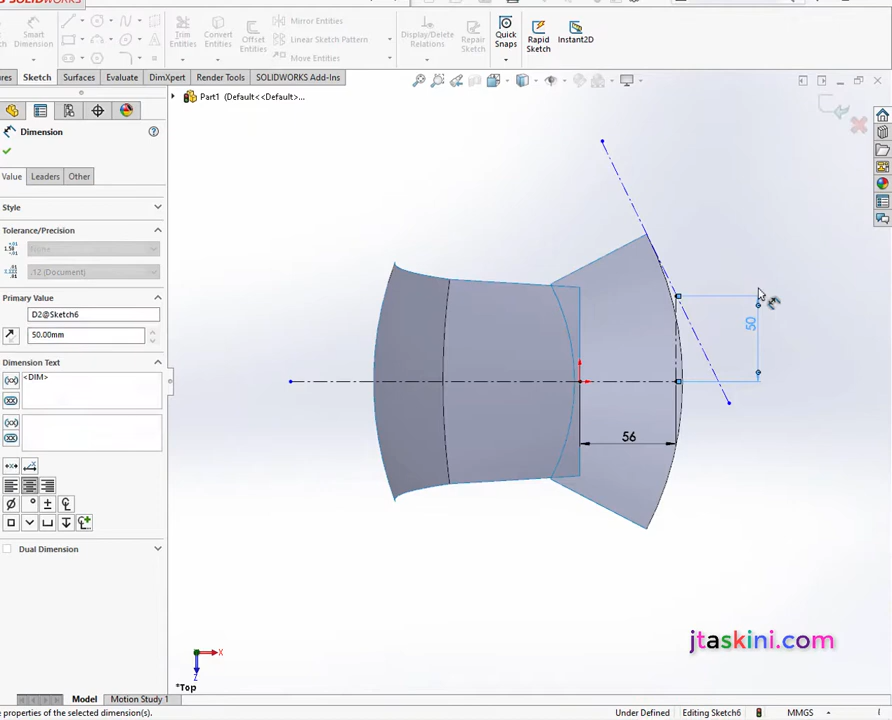 SOLIDWORKS
Smart
Dimension
Trim
Entities
Convert
Entities
Offset
Entities
Mirror Entities
Linear Sketch Pattern
Move Entities
Display/Delete
Relations
Repair
Sketch
Quick
Snaps
Rapid
Sketch
Instant2D
Sketch
Surfaces
Evaluate
DimXpert
Render Tools
SOLIDWORKS Add-Ins
Part1 (Default<<Default>...
Dimension
Value
Leaders
Other
Style
Tolerance/Precision
None
.12 (Document)
Primary Value
D2@Sketch6
50.00mm
Dimension Text
<DIM>
Dual Dimension
50
56
jtaskini.com
X
Z
*Top
Model
Motion Study 1
e properties of the selected dimension(s).
Under Defined
Editing Sketch6
MMGS